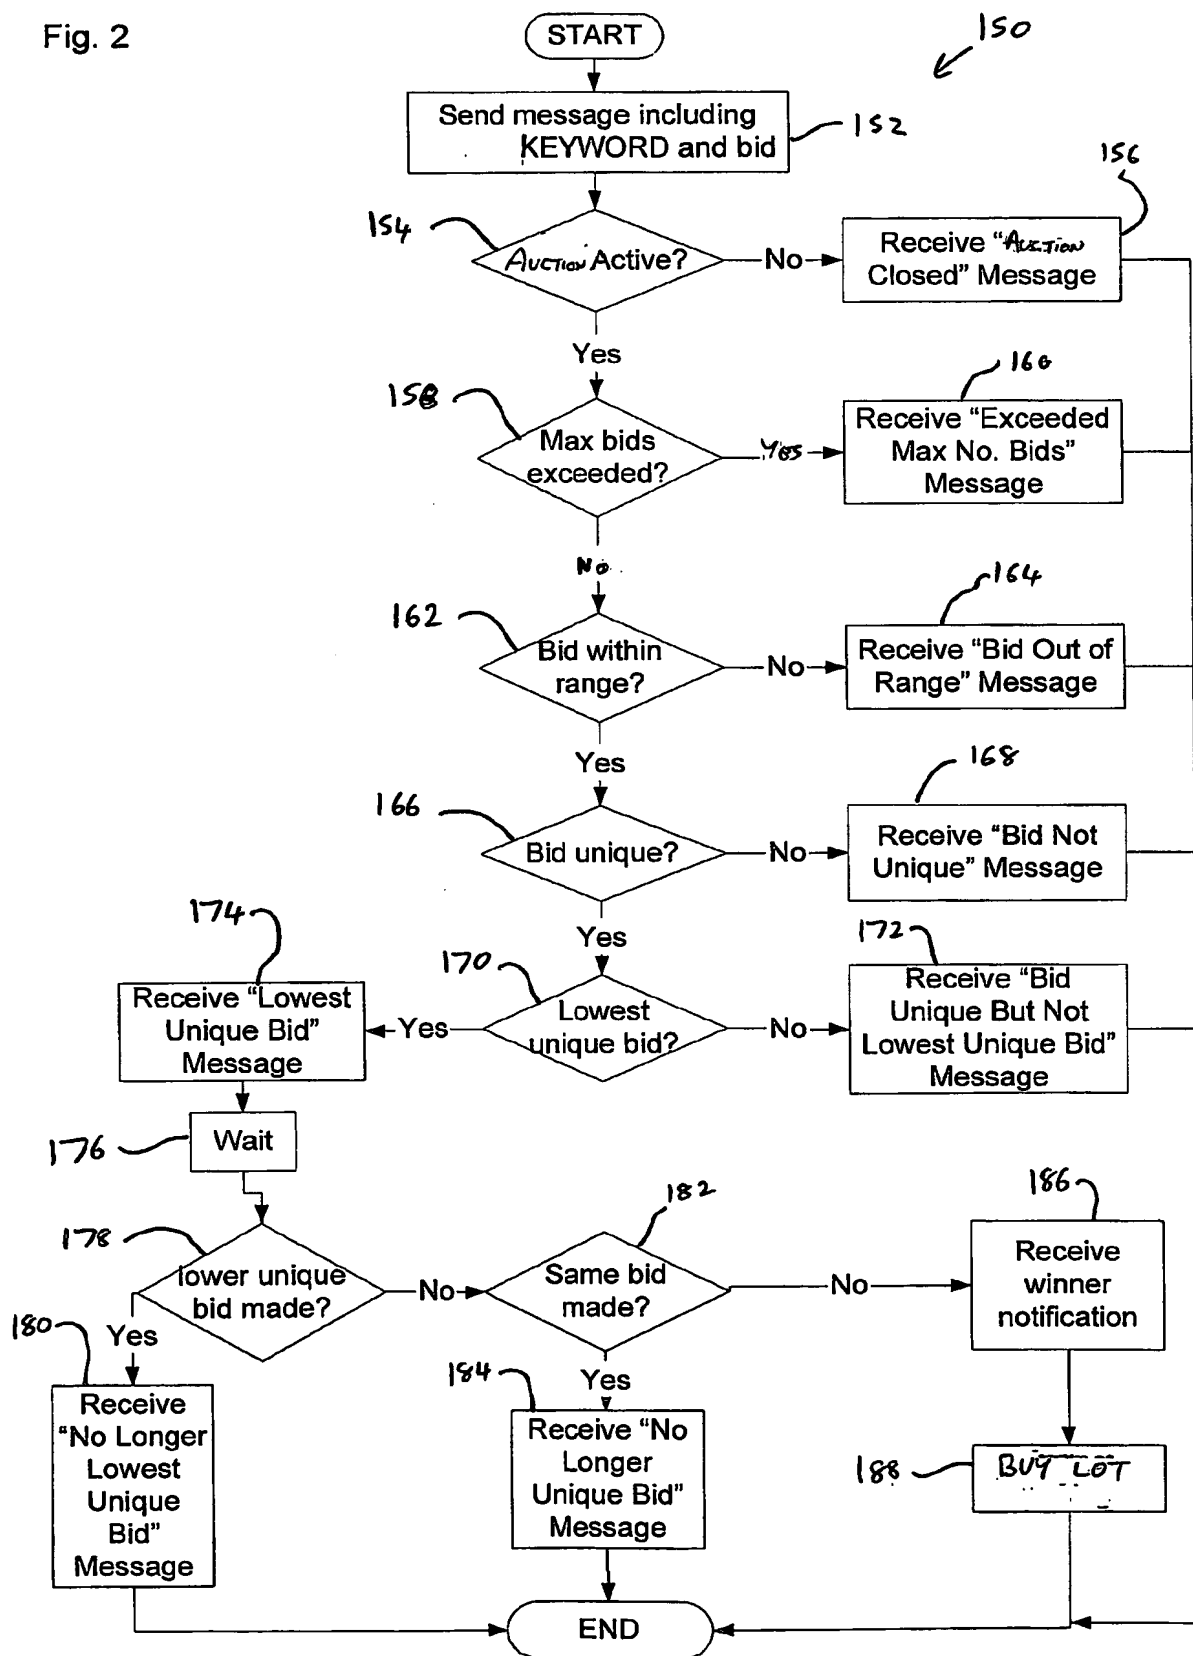 Fig. 2
START
150
Send message including
KEYWORD and bid
152
154
AUCTION Active?
No
156
Receive “AUCTION
Closed” Message
Yes
158
Max bids
exceeded?
YES
160
Receive “Exceeded
Max No. Bids”
Message
No
162
Bid within
range?
No
164
Receive “Bid Out of
Range” Message
Yes
166
Bid unique?
No
168
Receive “Bid Not
Unique” Message
Yes
170
Lowest
unique bid?
No
172
Receive “Bid
Unique But Not
Lowest Unique Bid”
Message
Yes
174
Receive “Lowest
Unique Bid”
Message
176
Wait
178
lower unique
bid made?
No
182
Same bid
made?
No
186
Receive
winner
notification
Yes
180
Receive
“No Longer
Lowest
Unique
Bid”
Message
Yes
184
Receive “No
Longer
Unique Bid”
Message
188
BUY LOT
END